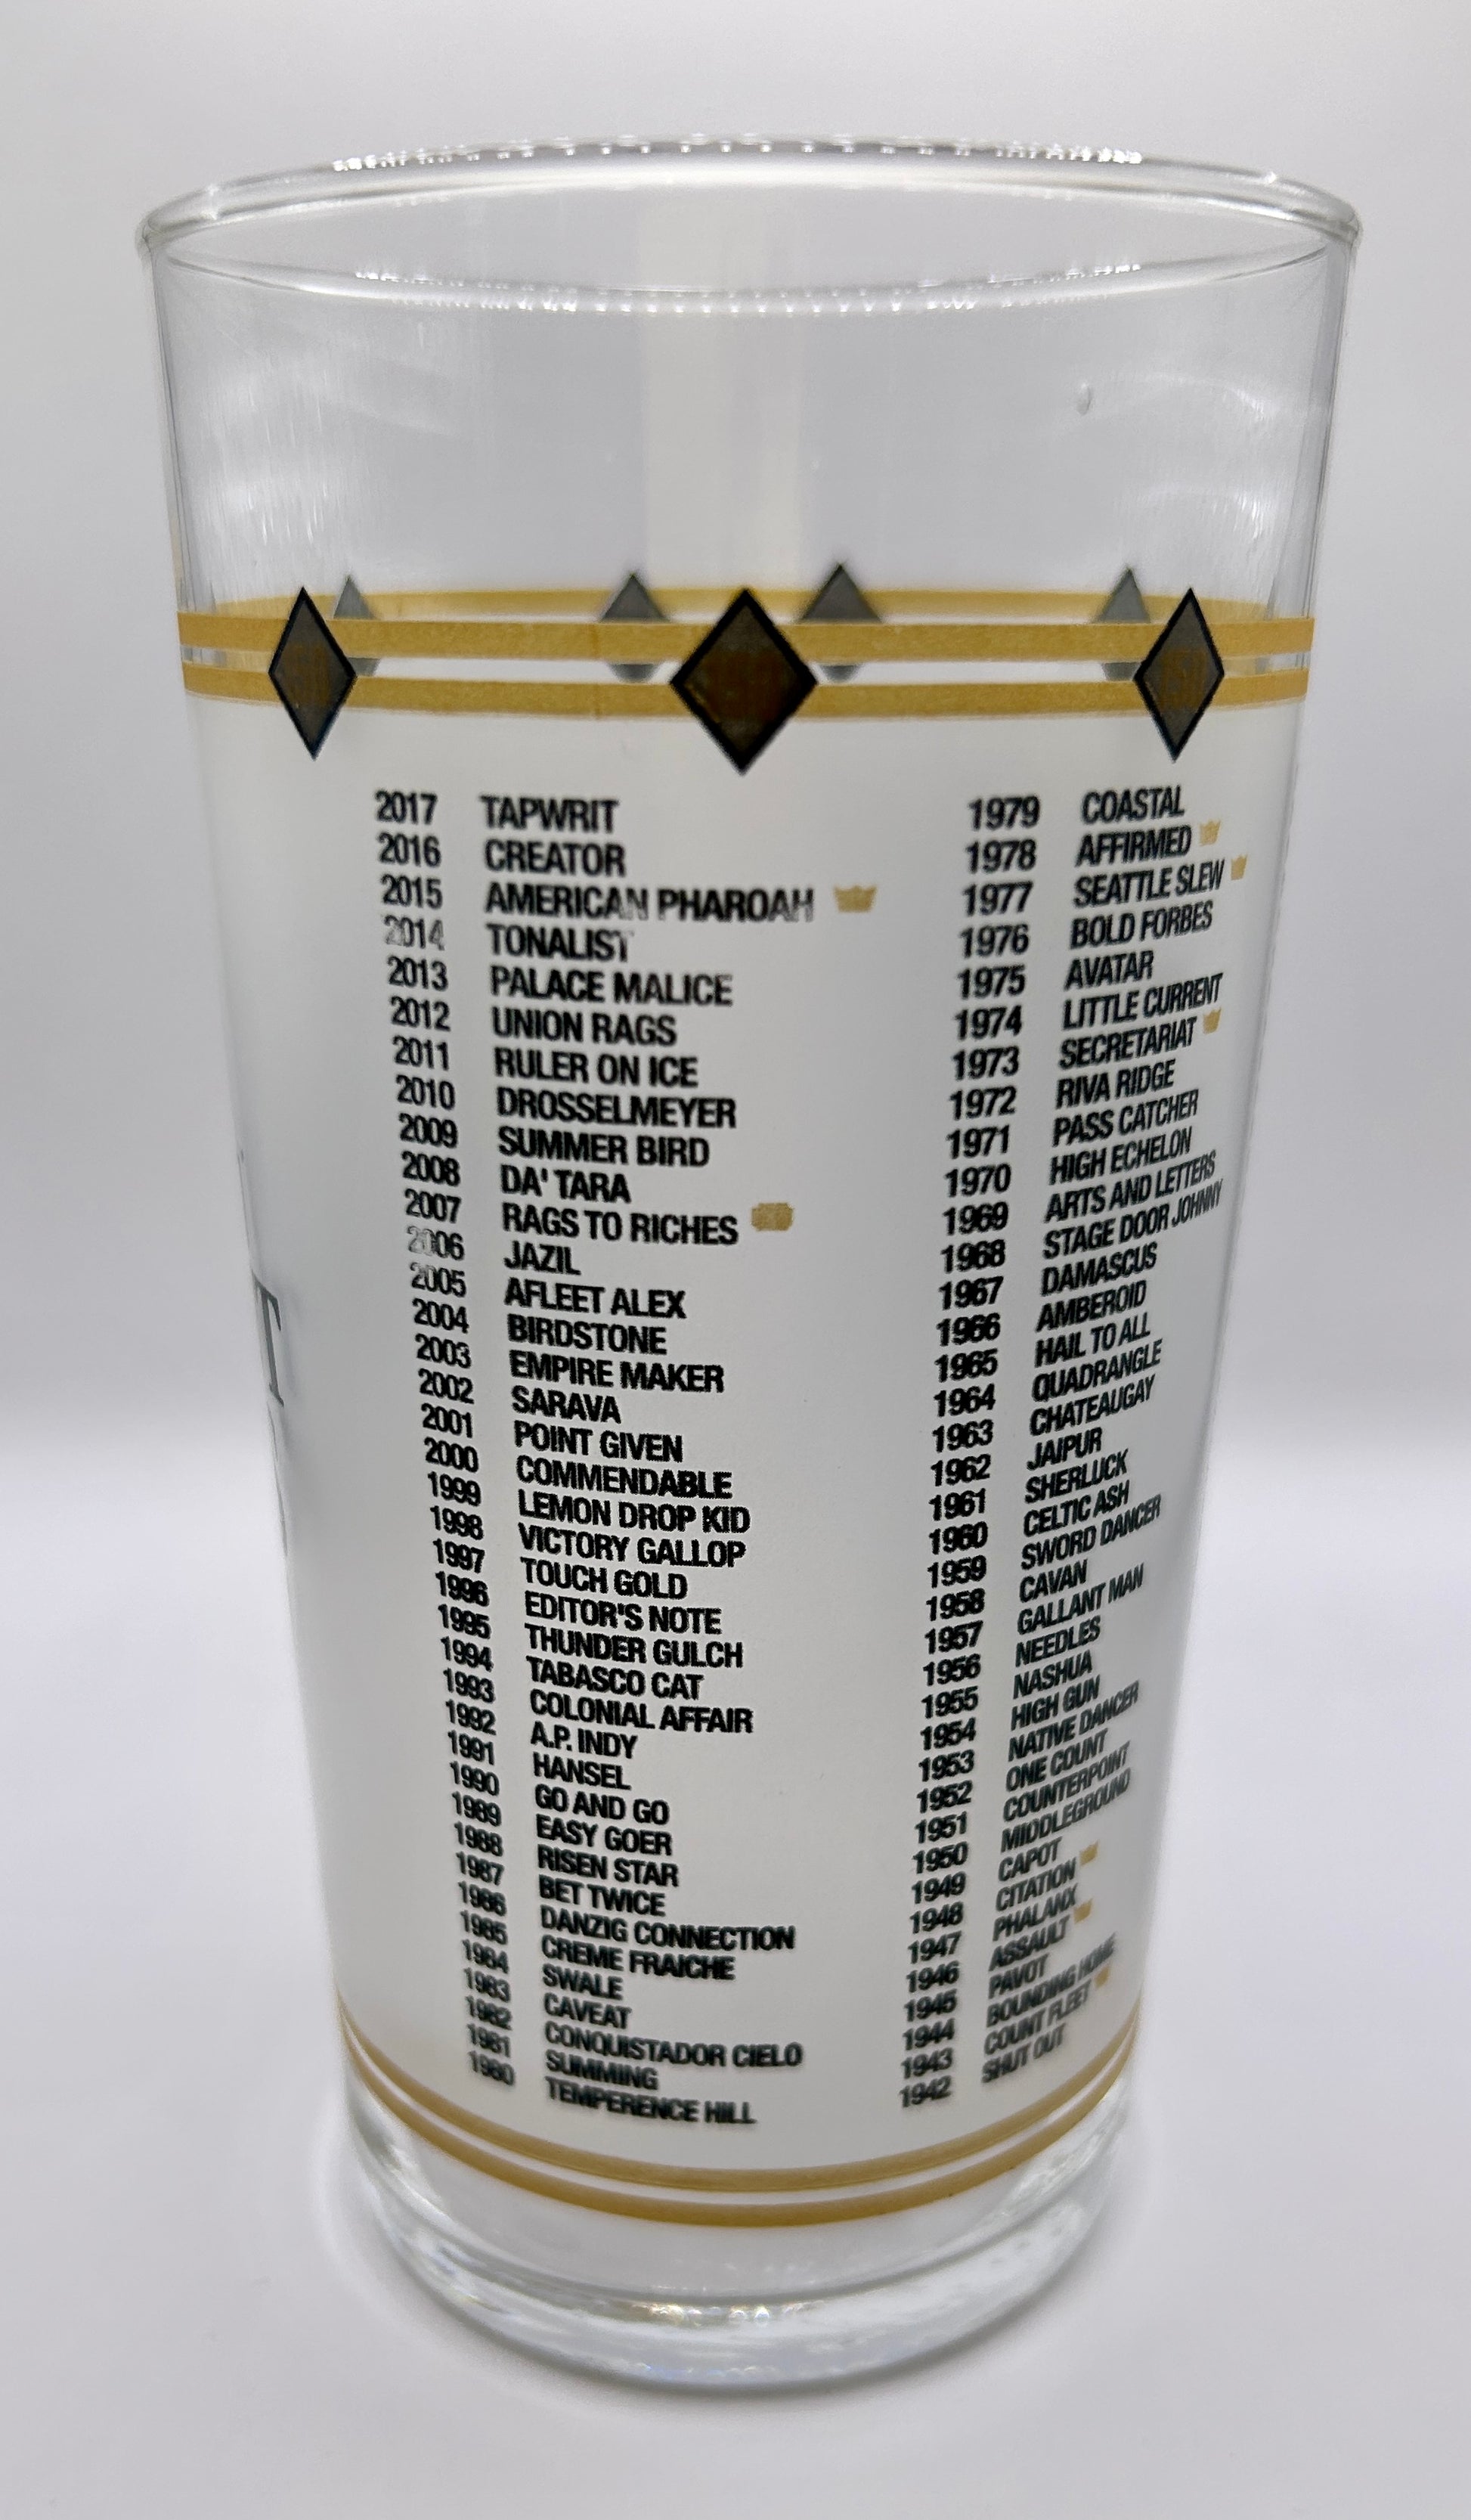 2017 TAPWRIT
2016 CREATOR
2015 AMERICAN PHAROAH
2014 TONALIST
2013 PALACE MALICE
2012 UNION RAGS
2011 RULER ON ICE
2010 DROSSELMEYER
2009 SUMMER BIRD
2008 DA' TARA
2007 RAGS TO RICHES
2006 JAZIL
2005 AFLEET ALEX
2004 BIRDSTONE
2003 EMPIRE MAKER
2002 SARAVA
2001 POINT GIVEN
2000 COMMENDABLE
1999 LEMON DROP KID
1998 VICTORY GALLOP
1997 TOUCH GOLD
1996 EDITOR'S NOTE
1995 THUNDER GULCH
1994 TABASCO CAT
1993 COLONIAL AFFAIR
1992 A.P. INDY
1991 HANSEL
1990 GO AND GO
1989 EASY GOER
1988 RISEN STAR
1987 BET TWICE
1986 DANZIG CONNECTION
1985 CREME FRAICHE
1984 SWALE
1983 CAVEAT
1982 CONQUISTADOR CIELO
1981 SUMMING
1980 TEMPERENCE HILL
1979 COASTAL
1978 AFFIRMED
1977 SEATTLE SLEW
1976 BOLD FORBES
1975 AVATAR
1974 LITTLE CURRENT
1973 SECRETARIAT
1972 RIVA RIDGE
1971 PASS CATCHER
1970 HIGH ECHELON
1969 ARTS AND LETTERS
1968 STAGE DOOR JOHNNY
1967 DAMASCUS
1966 AMBEROID
1965 HAIL TO ALL
1964 QUADRANGLE
1963 CHATEAUGAY
1962 JAIPUR
1961 SHERLUCK
1960 CELTIC ASH
1959 SWORD DANCER
1958 CAVAN
1957 GALLANT MAN
1956 NEEDLES
1955 NASHUA
1954 HIGH GUN
1953 NATIVE DANCER
1952 ONE COUNT
1951 COUNTERPOINT
1950 MIDDLEGROUND
1949 CAPOT
1948 CITATION
1947 PHALANX
1946 ASSAULT
1945 PAVOT
1944 BOUNDING HOME
1943 COUNT FLEET
1942 SHUT OUT